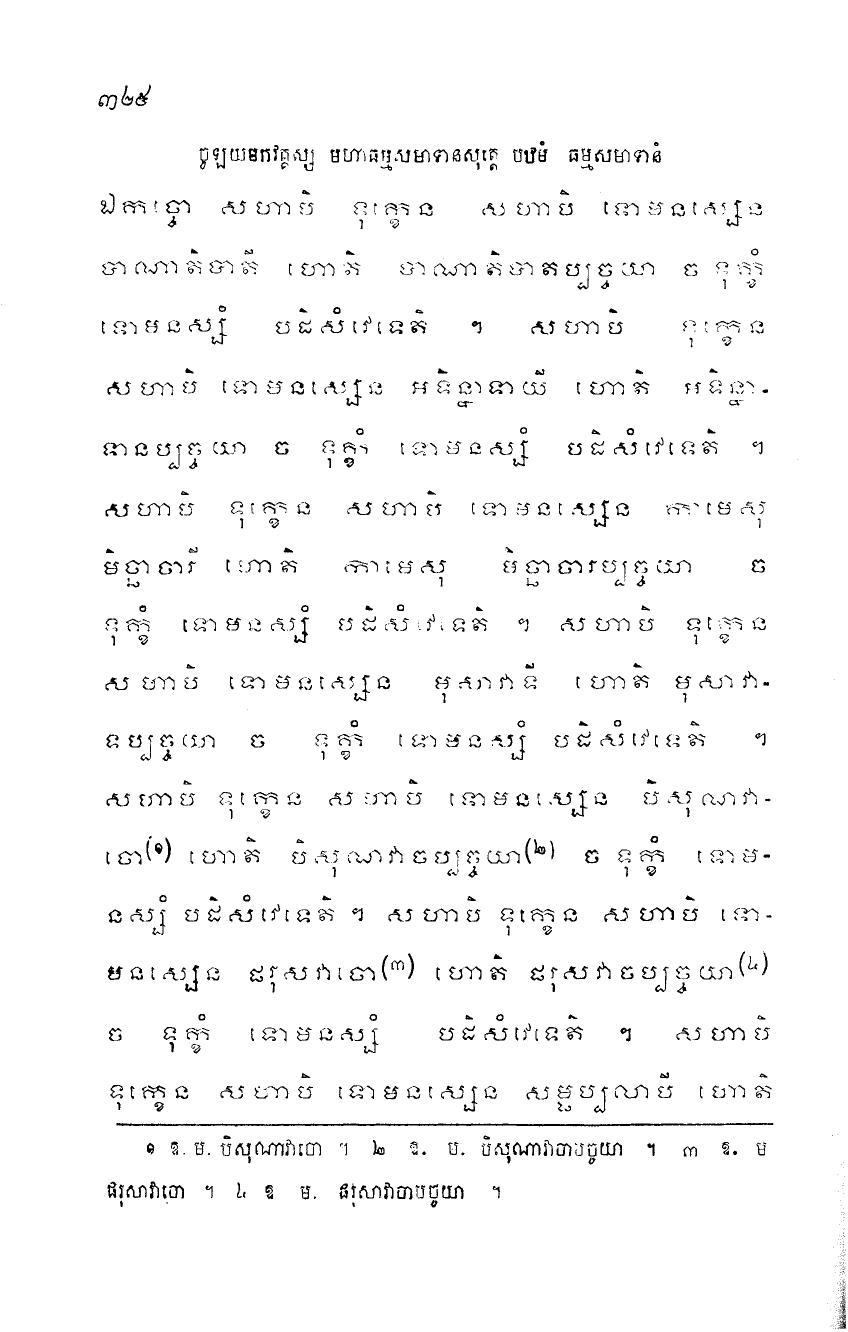 ៣២៥
ចូឡយមកវគ្គស្ស មហាធម្មសមាទានសុត្តេ បឋមំ ធម្មសមាទានំ
ឯកច្ចោ សហាបិ ទុក្ខេន សហាបិ ទោមនស្សេន
បាណាតិបាតី ហោតិ បាណាតិបាតប្បច្ចយា ច ទុក្ខំ
ទោមនស្សំ បដិសំវេទេតិ ។ សហាបិ ទុក្ខេន
សហាបិ ទោមនស្សេន អទិន្នាទាយី ហោតិ អទិន្នា-
ទានប្បច្ចយា ច ទុក្ខំ ទោមនស្សំ បដិសំវេទេតិ ។
សហាបិ ទុក្ខេន សហាបិ ទោមនស្សេន កាមេសុ
មិច្ឆាចារី ហោតិ កាមេសុ មិច្ឆាចារប្បច្ចយា ច
ទុក្ខំ ទោមនស្សំ បដិសំវេទេតិ ។ សហាបិ ទុក្ខេន
សហាបិ ទោមនស្សេន មុសាវាទី ហោតិ មុសាវា-
ទប្បច្ចយា ច ទុក្ខំ ទោមនស្សំ បដិសំវេទេតិ ។
សហាបិ ទុក្ខេន សហាបិ ទោមនស្សេន បិសុណវា-
ចោ(១) ហោតិ បិសុណវាចប្បច្ចយា(២) ច ទុក្ខំ ទោម-
នស្សំ បដិសំវេទេតិ ។ សហាបិ ទុក្ខេន សហាបិ ទោ-
មនស្សេន ផរុសវាចោ(៣) ហោតិ ផរុសវាចប្បច្ចយា(៤)
ច ទុក្ខំ ទោមនស្សំ បដិសំវេទេតិ ។ សហាបិ
ទុក្ខេន សហាបិ ទោមនស្សេន សម្ផប្បលាបី ហោតិ
១ ឱ. ម. បិសុណាវាចោ ។ ២ ឱ. ម. បិសុណាវាចាបច្ចយា ។ ៣ ឱ. ម
ផរុសាវាចោ ។ ៤ ឱ ម. ផរុសាវាចាបច្ចយា ។